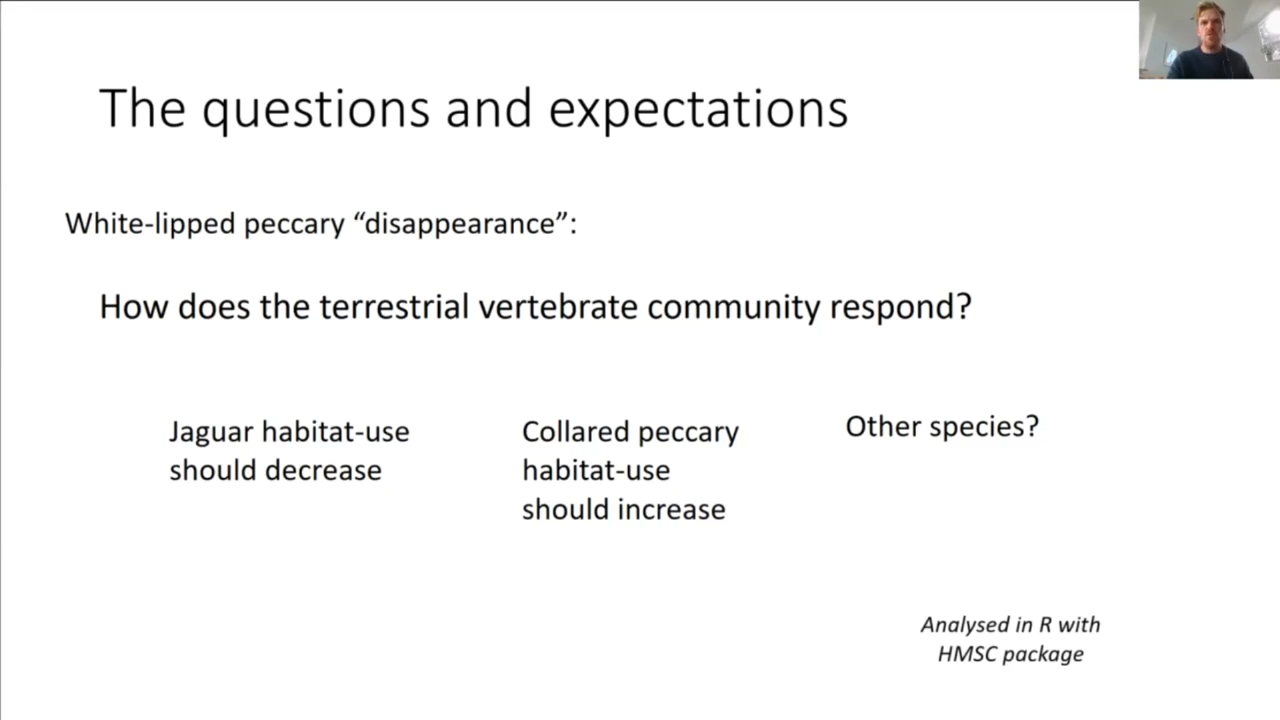 The questions and expectations
White-lipped peccary “disappearance”:
How does the terrestrial vertebrate community respond?
Jaguar habitat-use
should decrease
Collared peccary
habitat-use
should increase
Other species?
Analysed in R with
HMSC package